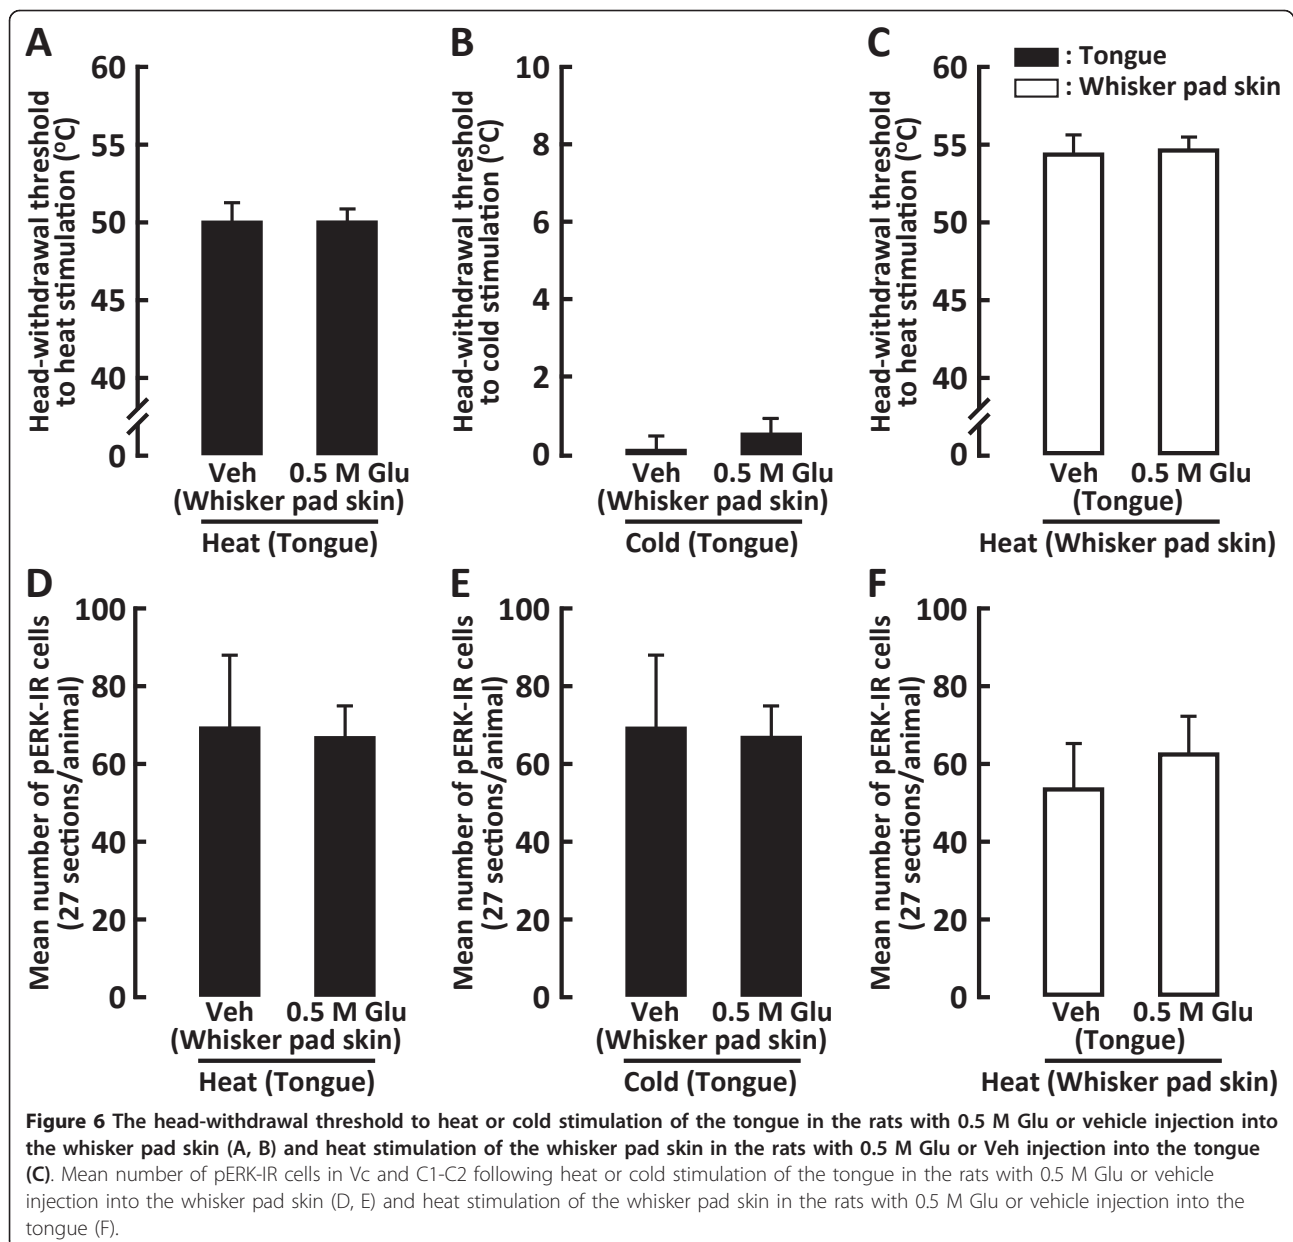 A
Head-withdrawal threshold
to heat stimulation (ºC)
60
55
50
45
40
0
Veh 0.5 M Glu
(Whisker pad skin)
Heat (Tongue)
B
Head-withdrawal threshold
to cold stimulation (ºC)
10
8
6
4
2
0
Veh 0.5 M Glu
(Whisker pad skin)
Cold (Tongue)
C
: Tongue
: Whisker pad skin
Head-withdrawal threshold
to heat stimulation (ºC)
60
55
50
45
40
0
Veh 0.5 M Glu
(Tongue)
Heat (Whisker pad skin)
D
Mean number of pERK-IR cells
(27 sections/animal)
100
80
60
40
20
0
Veh 0.5 M Glu
(Whisker pad skin)
Heat (Tongue)
E
Mean number of pERK-IR cells
(27 sections/animal)
100
80
60
40
20
0
Veh 0.5 M Glu
(Whisker pad skin)
Cold (Tongue)
F
Mean number of pERK-IR cells
(27 sections/animal)
100
80
60
40
20
0
Veh 0.5 M Glu
(Tongue)
Heat (Whisker pad skin)
Figure 6 The head-withdrawal threshold to heat or cold stimulation of the tongue in the rats with 0.5 M Glu or vehicle injection into
the whisker pad skin (A, B) and heat stimulation of the whisker pad skin in the rats with 0.5 M Glu or Veh injection into the tongue
(C). Mean number of pERK-IR cells in Vc and C1-C2 following heat or cold stimulation of the tongue in the rats with 0.5 M Glu or vehicle
injection into the whisker pad skin (D, E) and heat stimulation of the whisker pad skin in the rats with 0.5 M Glu or vehicle injection into the
tongue (F).